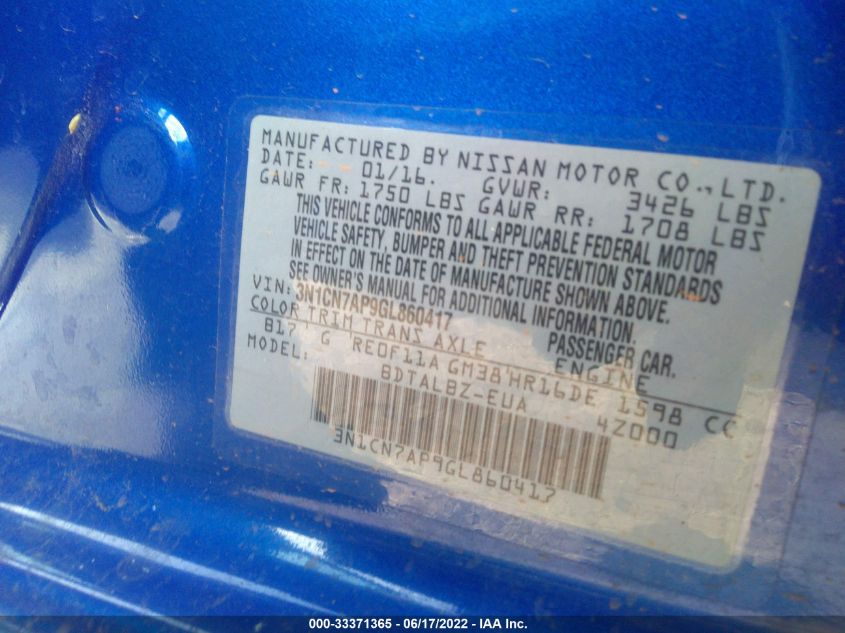 MANUFACTURED BY NISSAN MOTOR CO., LTD.
DATE: 01/16. GVWR: 3426 LBS
GAWR FR: 1750 LBS GAWR RR: 1708 LBS
THIS VEHICLE CONFORMS TO ALL APPLICABLE FEDERAL MOTOR
VEHICLE SAFETY, BUMPER AND THEFT PREVENTION STANDARDS
IN EFFECT ON THE DATE OF MANUFACTURE SHOWN ABOVE.
SEE OWNER'S MANUAL FOR ADDITIONAL INFORMATION.
VIN: 3N1CN7AP9GL860417 PASSENGER CAR.
COLOR TRIM TRANS AXLE ENGINE
B17 G RE0F11A GM38 HR16DE 1598 CC
MODEL: BDTALBZ-EUA 4Z000
3N1CN7AP9GL860417
000-33371365 - 06/17/2022 - IAA Inc.